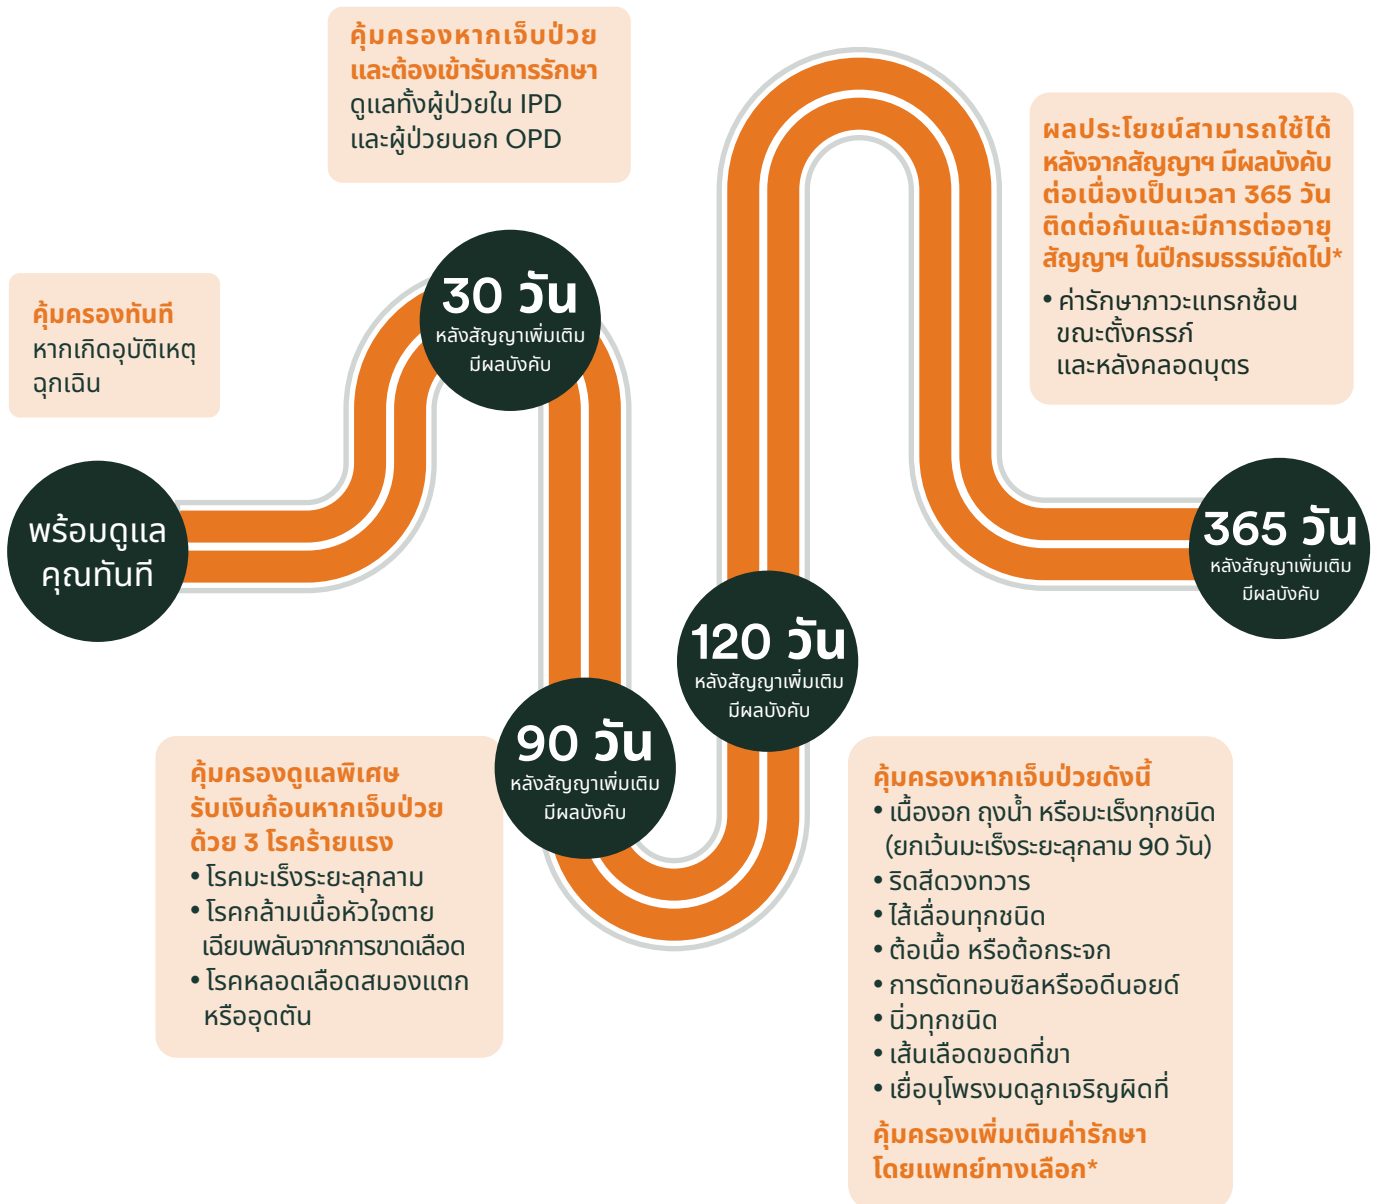 คุ้มครองทันที
หากเกิดอุบัติเหตุ
ฉุกเฉิน
พร้อมดูแล
คุณทันที
คุ้มครองหากเจ็บป่วย
และต้องเข้ารับการรักษา
ดูแลทั้งผู้ป่วยใน IPD
และผู้ป่วยนอก OPD
30 วัน
หลังสัญญาเพิ่มเติม
มีผลบังคับ
90 วัน
หลังสัญญาเพิ่มเติม
มีผลบังคับ
คุ้มครองดูแลพิเศษ
รับเงินก้อนหากเจ็บป่วย
ด้วย 3 โรคร้ายแรง
• โรคมะเร็งระยะลุกลาม
• โรคกล้ามเนื้อหัวใจตาย
เฉียบพลันจากการขาดเลือด
• โรคหลอดเลือดสมองแตก
หรืออุดตัน
120 วัน
หลังสัญญาเพิ่มเติม
มีผลบังคับ
คุ้มครองหากเจ็บป่วยดังนี้
• เนื้องอก ถุงน้ำ หรือมะเร็งทุกชนิด
(ยกเว้นมะเร็งระยะลุกลาม 90 วัน)
• ริดสีดวงทวาร
• ไส้เลื่อนทุกชนิด
• ต้อเนื้อ หรือต้อกระจก
• การตัดทอนซิลหรืออดีนอยด์
• นิ่วทุกชนิด
• เส้นเลือดขอดที่ขา
• เยื่อบุโพรงมดลูกเจริญผิดที่
คุ้มครองเพิ่มเติมค่ารักษา
โดยแพทย์ทางเลือก*
ผลประโยชน์สามารถใช้ได้
หลังจากสัญญาฯ มีผลบังคับ
ต่อเนื่องเป็นเวลา 365 วัน
ติดต่อกันและมีการต่ออายุ
สัญญาฯ ในปีกรมธรรม์ถัดไป*
• ค่ารักษาภาวะแทรกซ้อน
ขณะตั้งครรภ์
และหลังคลอดบุตร
365 วัน
หลังสัญญาเพิ่มเติม
มีผลบังคับ